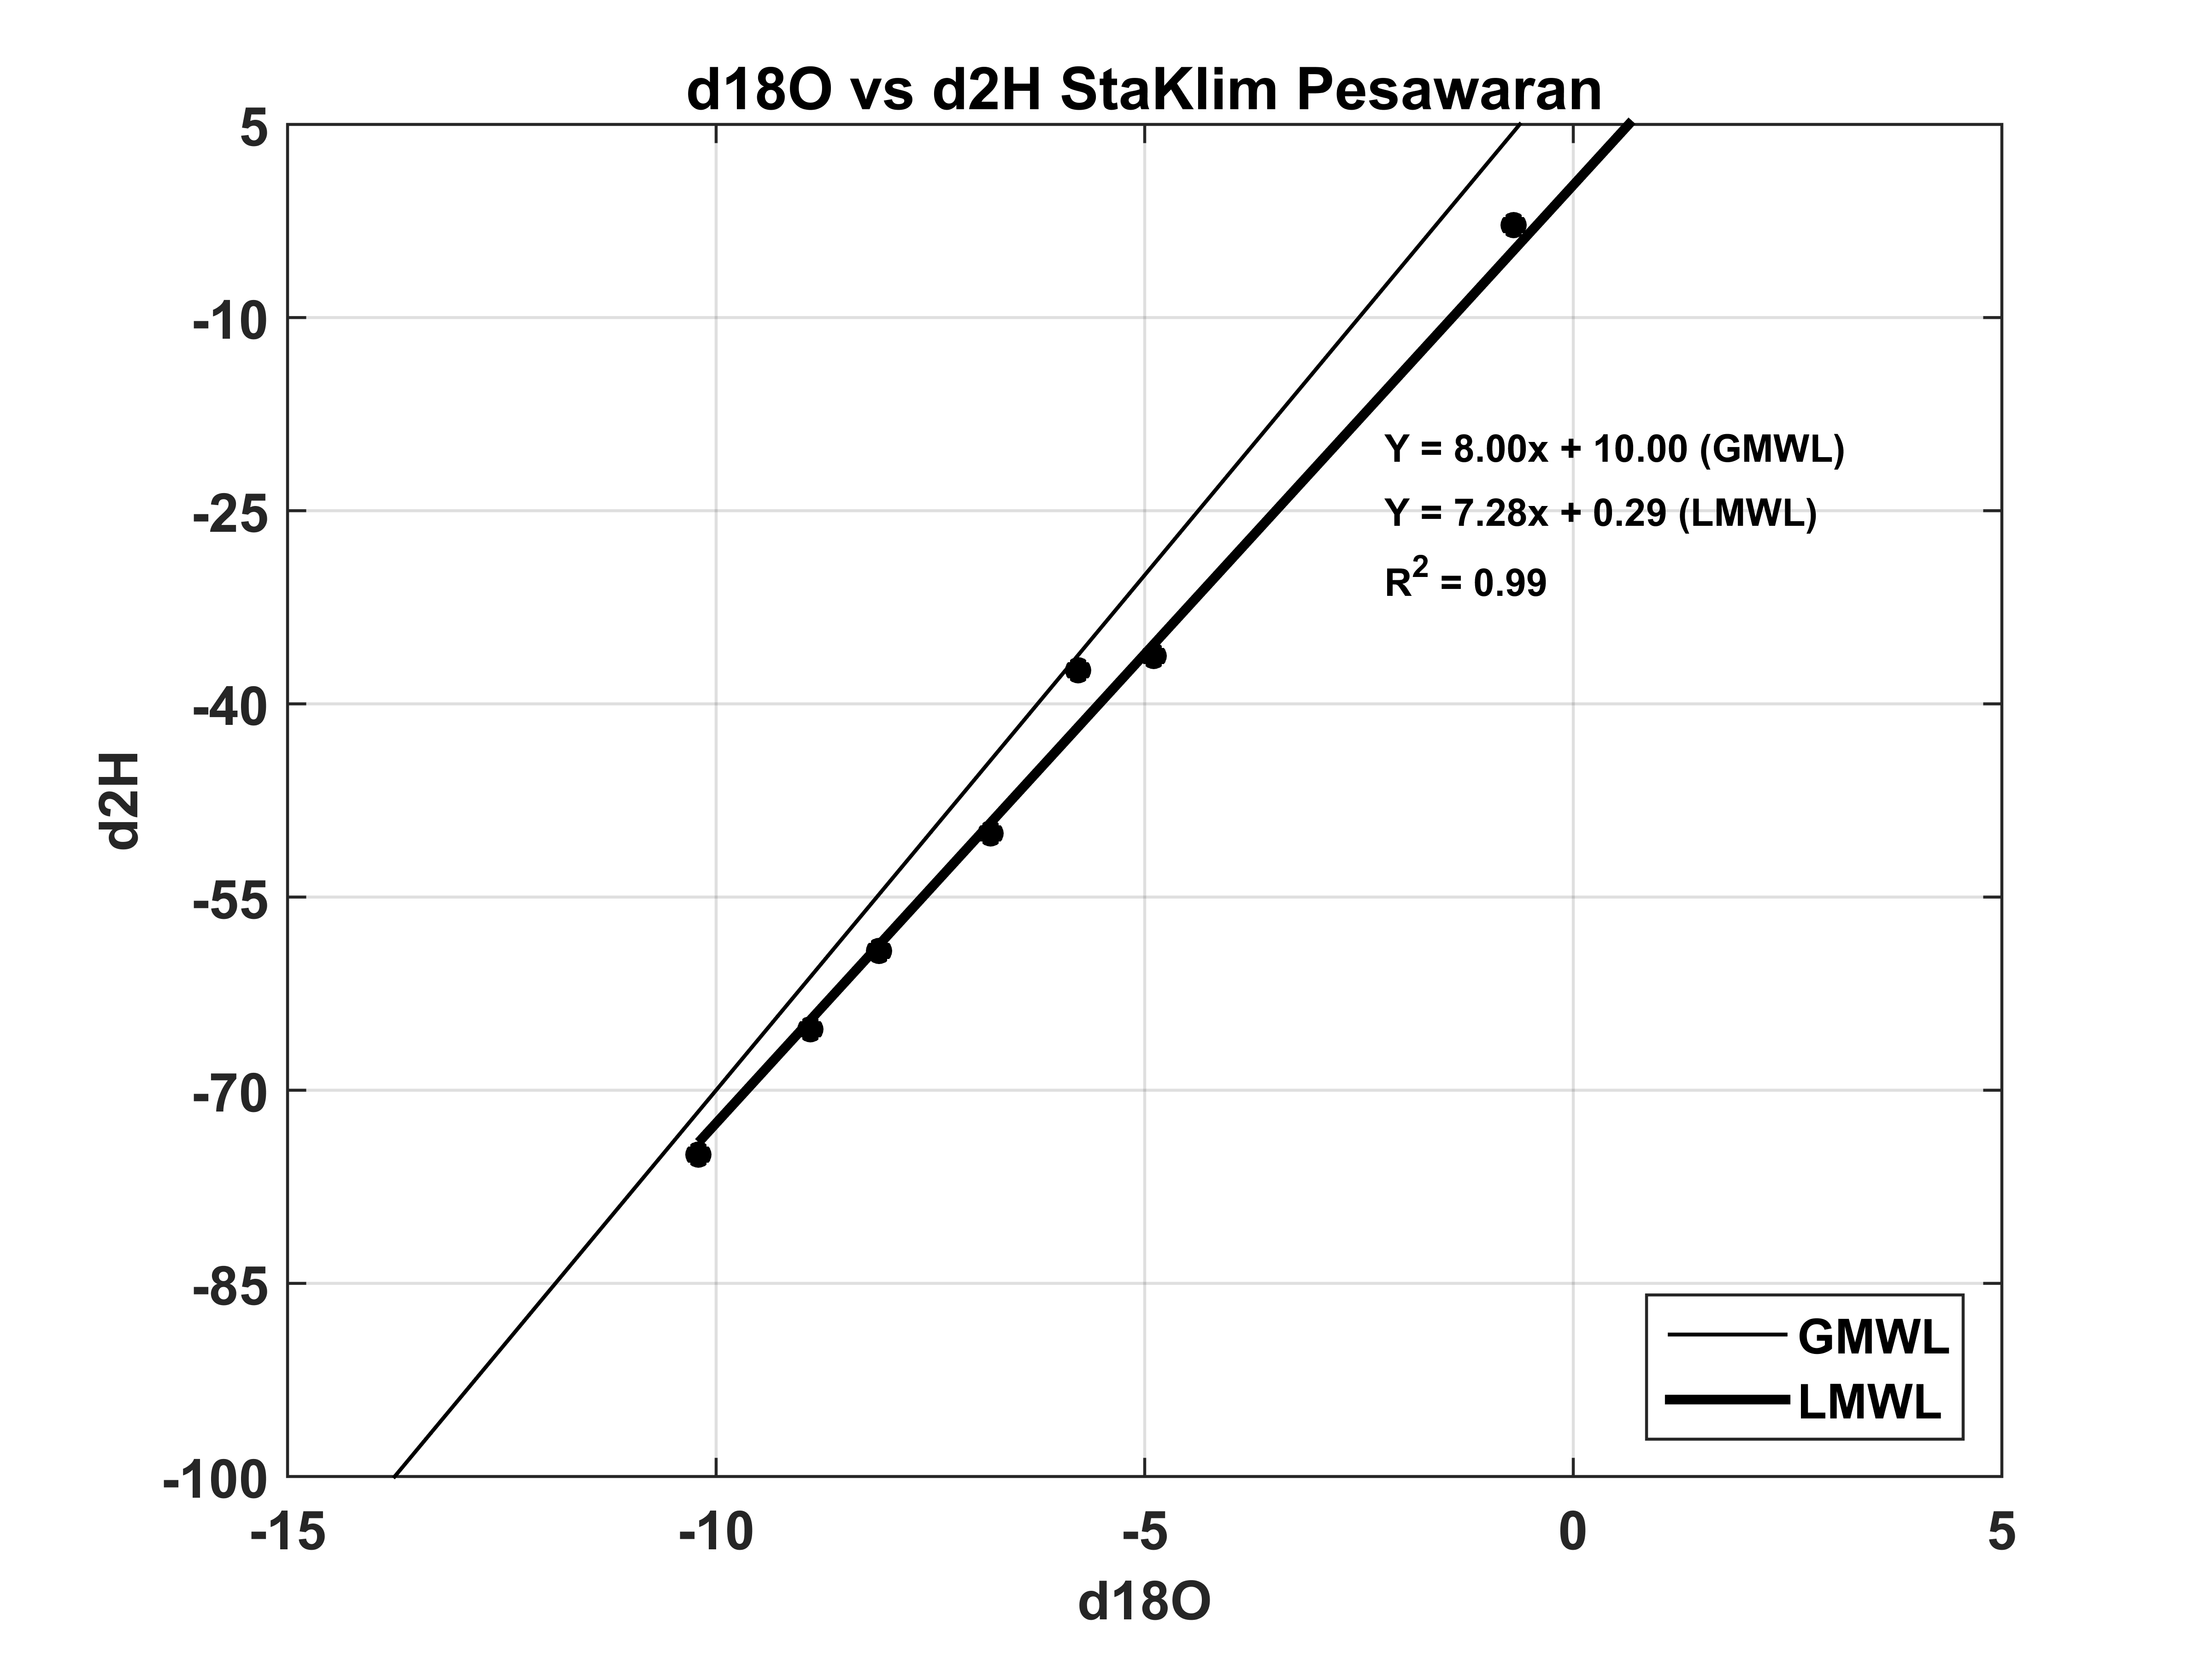 d18O vs d2H StaKlim Pesawaran
5
-10
-25
-40
-55
-70
-85
-100
d2H
Y = 8.00x + 10.00 (GMWL)
Y = 7.28x + 0.29 (LMWL)
R² = 0.99
GMWL
LMWL
-15 -10 -5 0 5
d18O